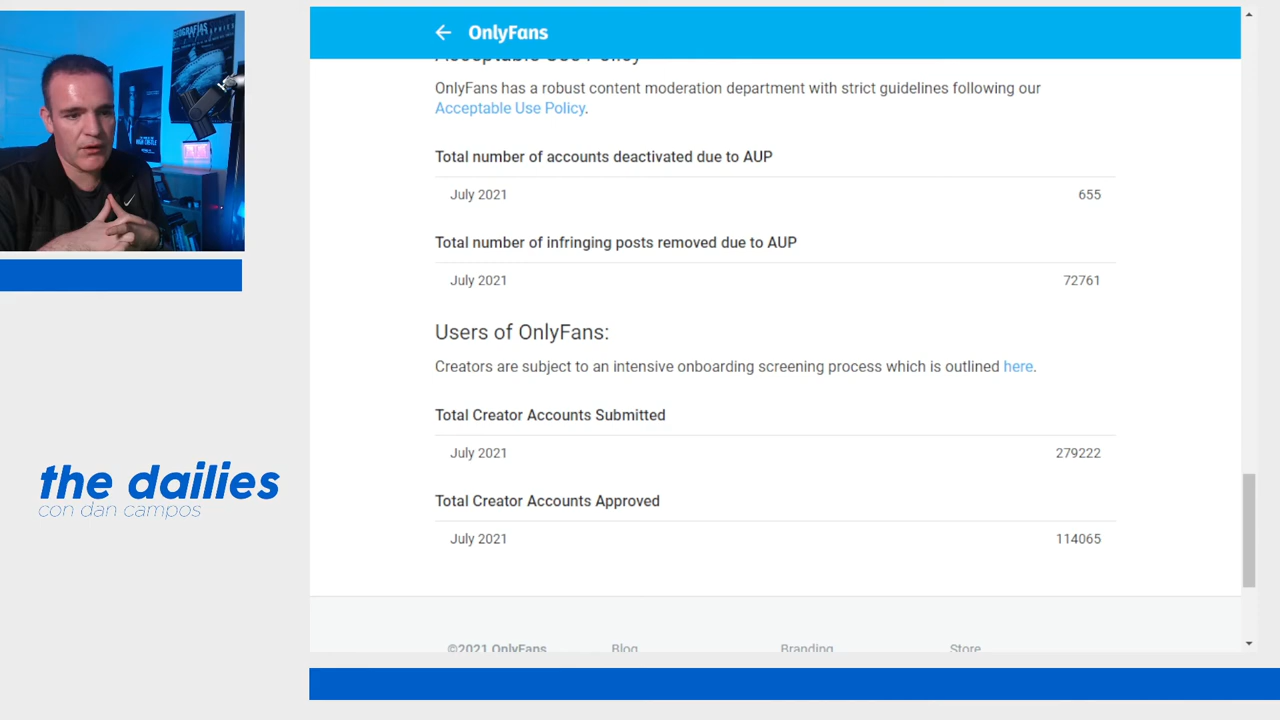 OnlyFans
Acceptable Use Policy
OnlyFans has a robust content moderation department with strict guidelines following our
Acceptable Use Policy.
Total number of accounts deactivated due to AUP
July 2021 655
Total number of infringing posts removed due to AUP
July 2021 72761
Users of OnlyFans:
Creators are subject to an intensive onboarding screening process which is outlined here.
Total Creator Accounts Submitted
July 2021 279222
Total Creator Accounts Approved
July 2021 114065
©2021 OnlyFans Blog Branding Store
the dailies
con dan campos